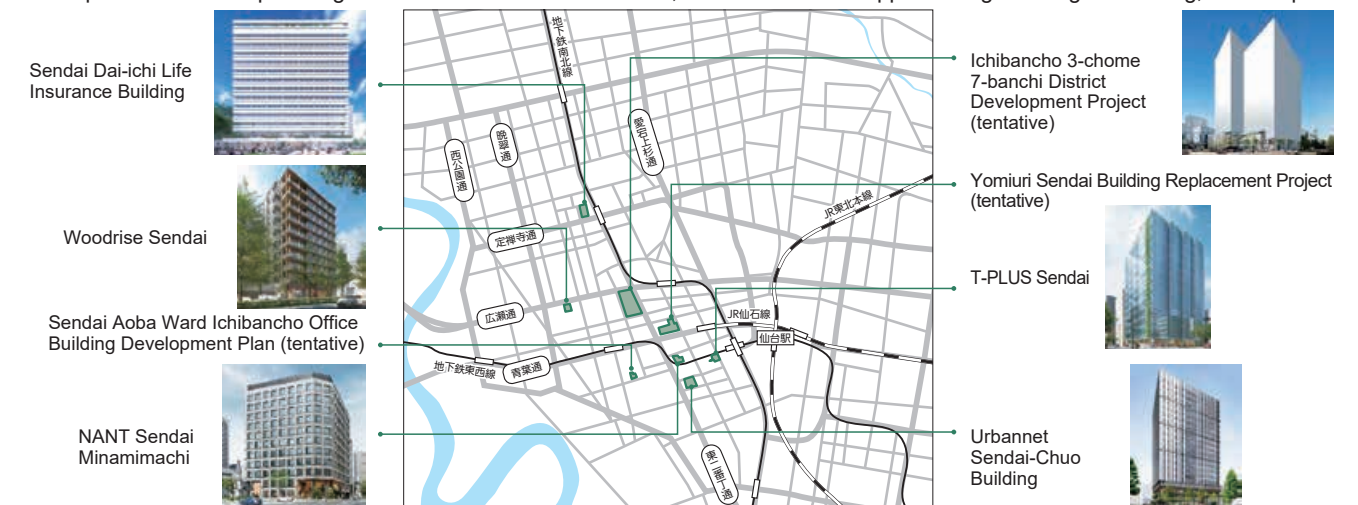 Sendai Dai-ichi Life
Insurance Building
Woodrise Sendai
Sendai Aoba Ward Ichibancho Office
Building Development Plan (tentative)
NANT Sendai
Minamimachi
地下鉄南北線
愛宕上杉通
晩翠通
西公園通
JR東北本線
定禅寺通
広瀬通
JR仙石線
仙台駅
地下鉄東西線
青葉通
東二番丁通
Ichibancho 3-chome
7-banchi District
Development Project
(tentative)
Yomiuri Sendai Building Replacement Project
(tentative)
T-PLUS Sendai
Urbannet
Sendai-Chuo
Building